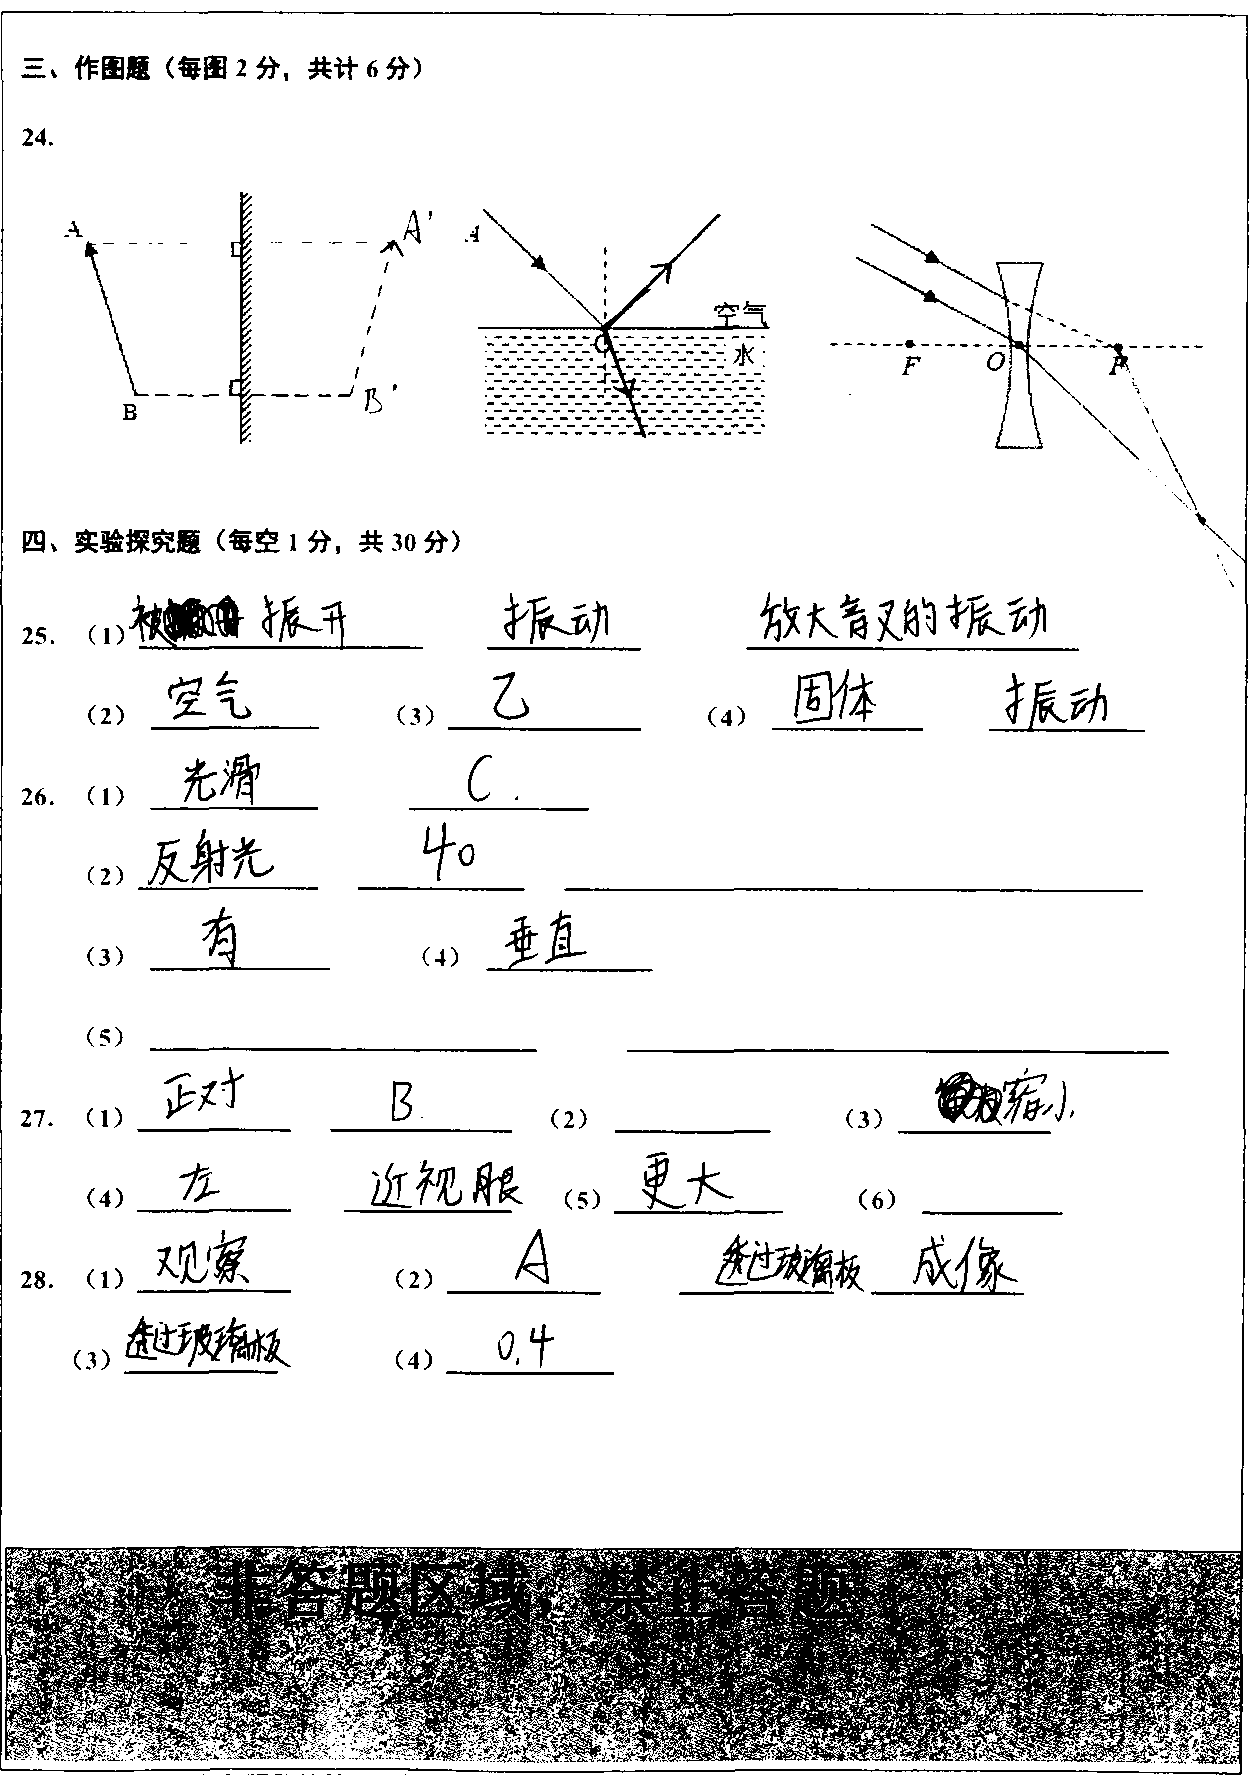 三、作图题（每图 2 分，共计 6 分）
24.
A A' B B'
A 空气 水 O
F O F
四、实验探究题（每空 1 分，共 30 分）
25. （1） 被 振开 振动 放大音叉的振动
（2） 空气 （3） 乙 （4） 固体 振动
26. （1） 光滑 C.
（2） 反射光 40
（3） 有 （4） 垂直
（5）
27. （1） 正对 B. （2） （3） 缩小
（4） 左 近视眼 （5） 更大 （6）
28. （1） 观察 （2） A 透过玻璃板 成像
（3） 透过玻璃板 （4） 0.4
非答题区域，禁止答题